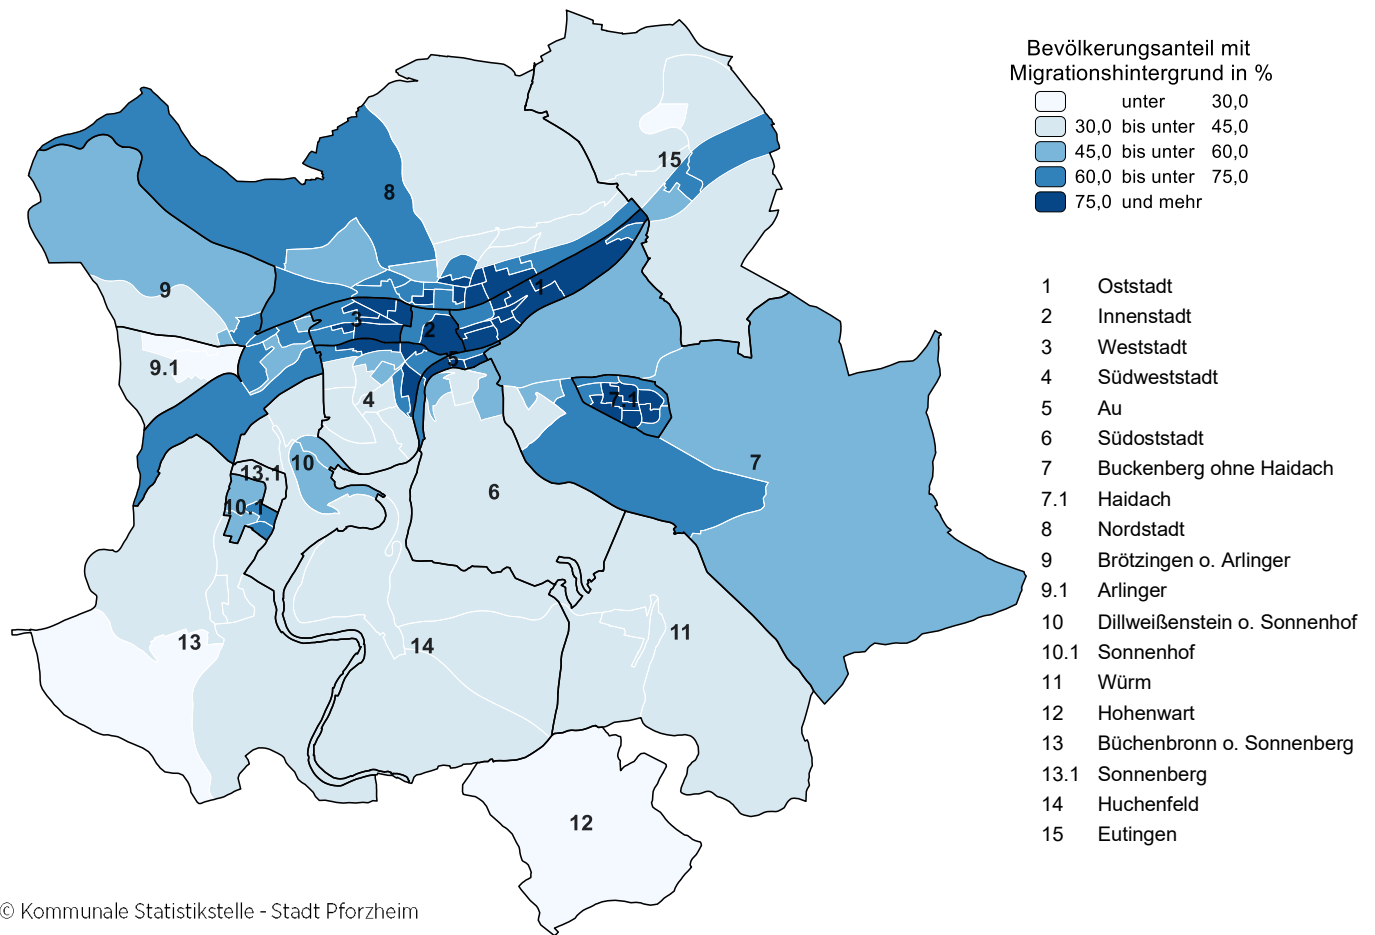 Bevölkerungsanteil mit
Migrationshintergrund in %
unter 30,0
30,0 bis unter 45,0
45,0 bis unter 60,0
60,0 bis unter 75,0
75,0 und mehr
1 Oststadt
2 Innenstadt
3 Weststadt
4 Südweststadt
5 Au
6 Südoststadt
7 Buckenberg ohne Haidach
7.1 Haidach
8 Nordstadt
9 Brötzingen o. Arlinger
9.1 Arlinger
10 Dillweißenstein o. Sonnenhof
10.1 Sonnenhof
11 Würm
12 Hohenwart
13 Büchenbronn o. Sonnenberg
13.1 Sonnenberg
14 Huchenfeld
15 Eutingen
15
8
9
1
3
2
5
9.1
4
7.1
10
7
13.1
6
10.1
13
14
11
12
© Kommunale Statistikstelle - Stadt Pforzheim